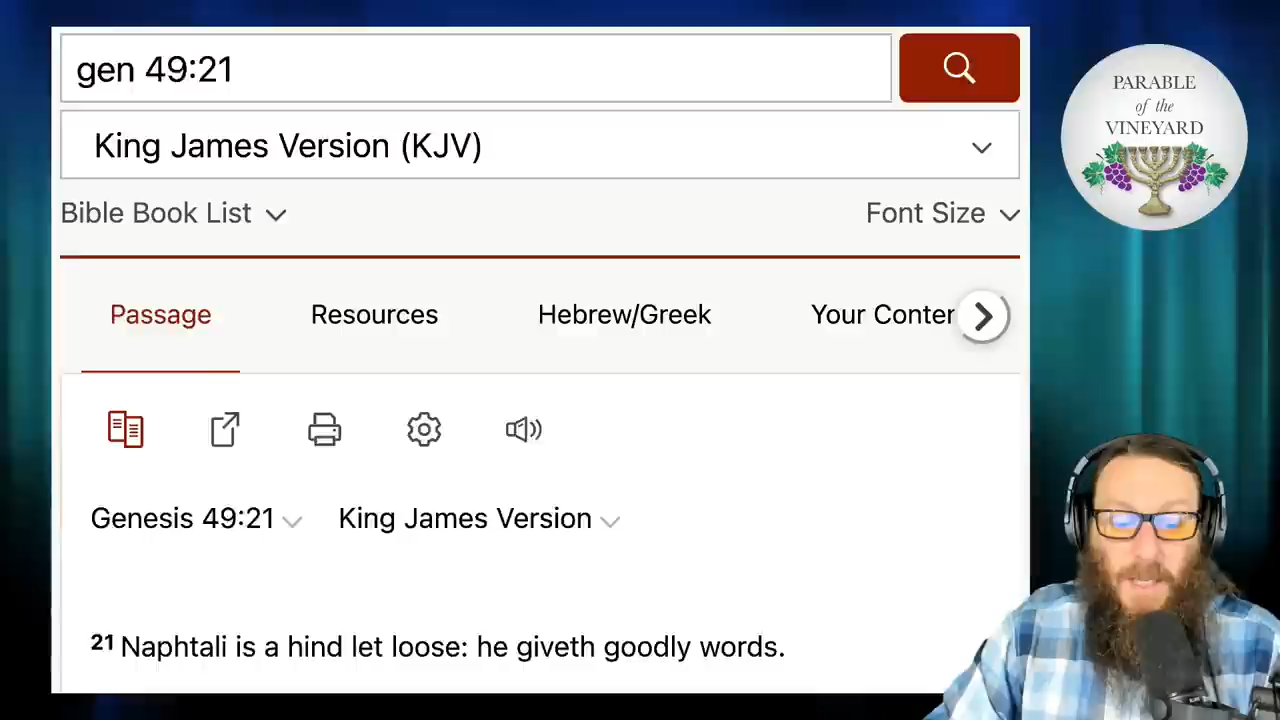 gen 49:21
King James Version (KJV)
Bible Book List
Font Size
Passage
Resources
Hebrew/Greek
Your Conter
Genesis 49:21
King James Version
21 Naphtali is a hind let loose: he giveth goodly words.
PARABLE
of the
VINEYARD